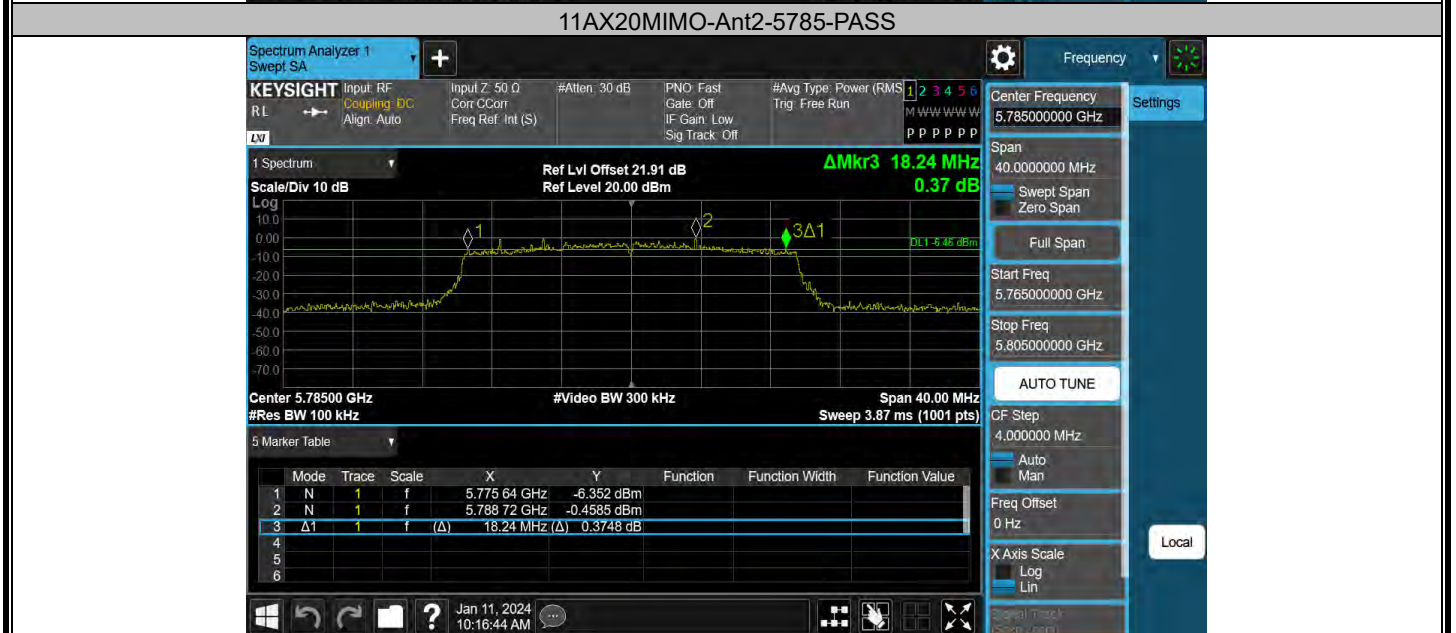 11AX20MIMO-Ant2-5785-PASS
Spectrum Analyzer 1
Swept SA
+
Frequency
KEYSIGHT
RL
LXI
Input: RF
Coupling: DC
Align: Auto
Input Z: 50 Ω
Corr CCorr
Freq Ref: Int (S)
#Atten: 30 dB
PNO: Fast
Gate: Off
IF Gain: Low
Sig Track: Off
#Avg Type: Power (RMS
Trig: Free Run
1 2 3 4 5 6
M W W W W W
P P P P P P
1 Spectrum
Scale/Div 10 dB
Log
Ref Lvl Offset 21.91 dB
Ref Level 20.00 dBm
ΔMkr3 18.24 MHz
0.37 dB
10.0
0.00
-10.0
-20.0
-30.0
-40.0
-50.0
-60.0
-70.0
1
2
3Δ1
DL1 -6.46 dBm
Center 5.78500 GHz
#Res BW 100 kHz
#Video BW 300 kHz
Span 40.00 MHz
Sweep 3.87 ms (1001 pts)
5 Marker Table
Mode Trace Scale X Y Function Function Width Function Value
1 N 1 f 5.775 64 GHz -6.352 dBm
2 N 1 f 5.788 72 GHz -0.4585 dBm
3 Δ1 1 f (Δ) 18.24 MHz (Δ) 0.3748 dB
4
5
6
?
Jan 11, 2024
10:16:44 AM
Center Frequency
5.785000000 GHz
Span
40.0000000 MHz
Swept Span
Zero Span
Full Span
Start Freq
5.765000000 GHz
Stop Freq
5.805000000 GHz
AUTO TUNE
CF Step
4.000000 MHz
Auto
Man
Freq Offset
0 Hz
X Axis Scale
Log
Lin
Signal Track
Settings
Local